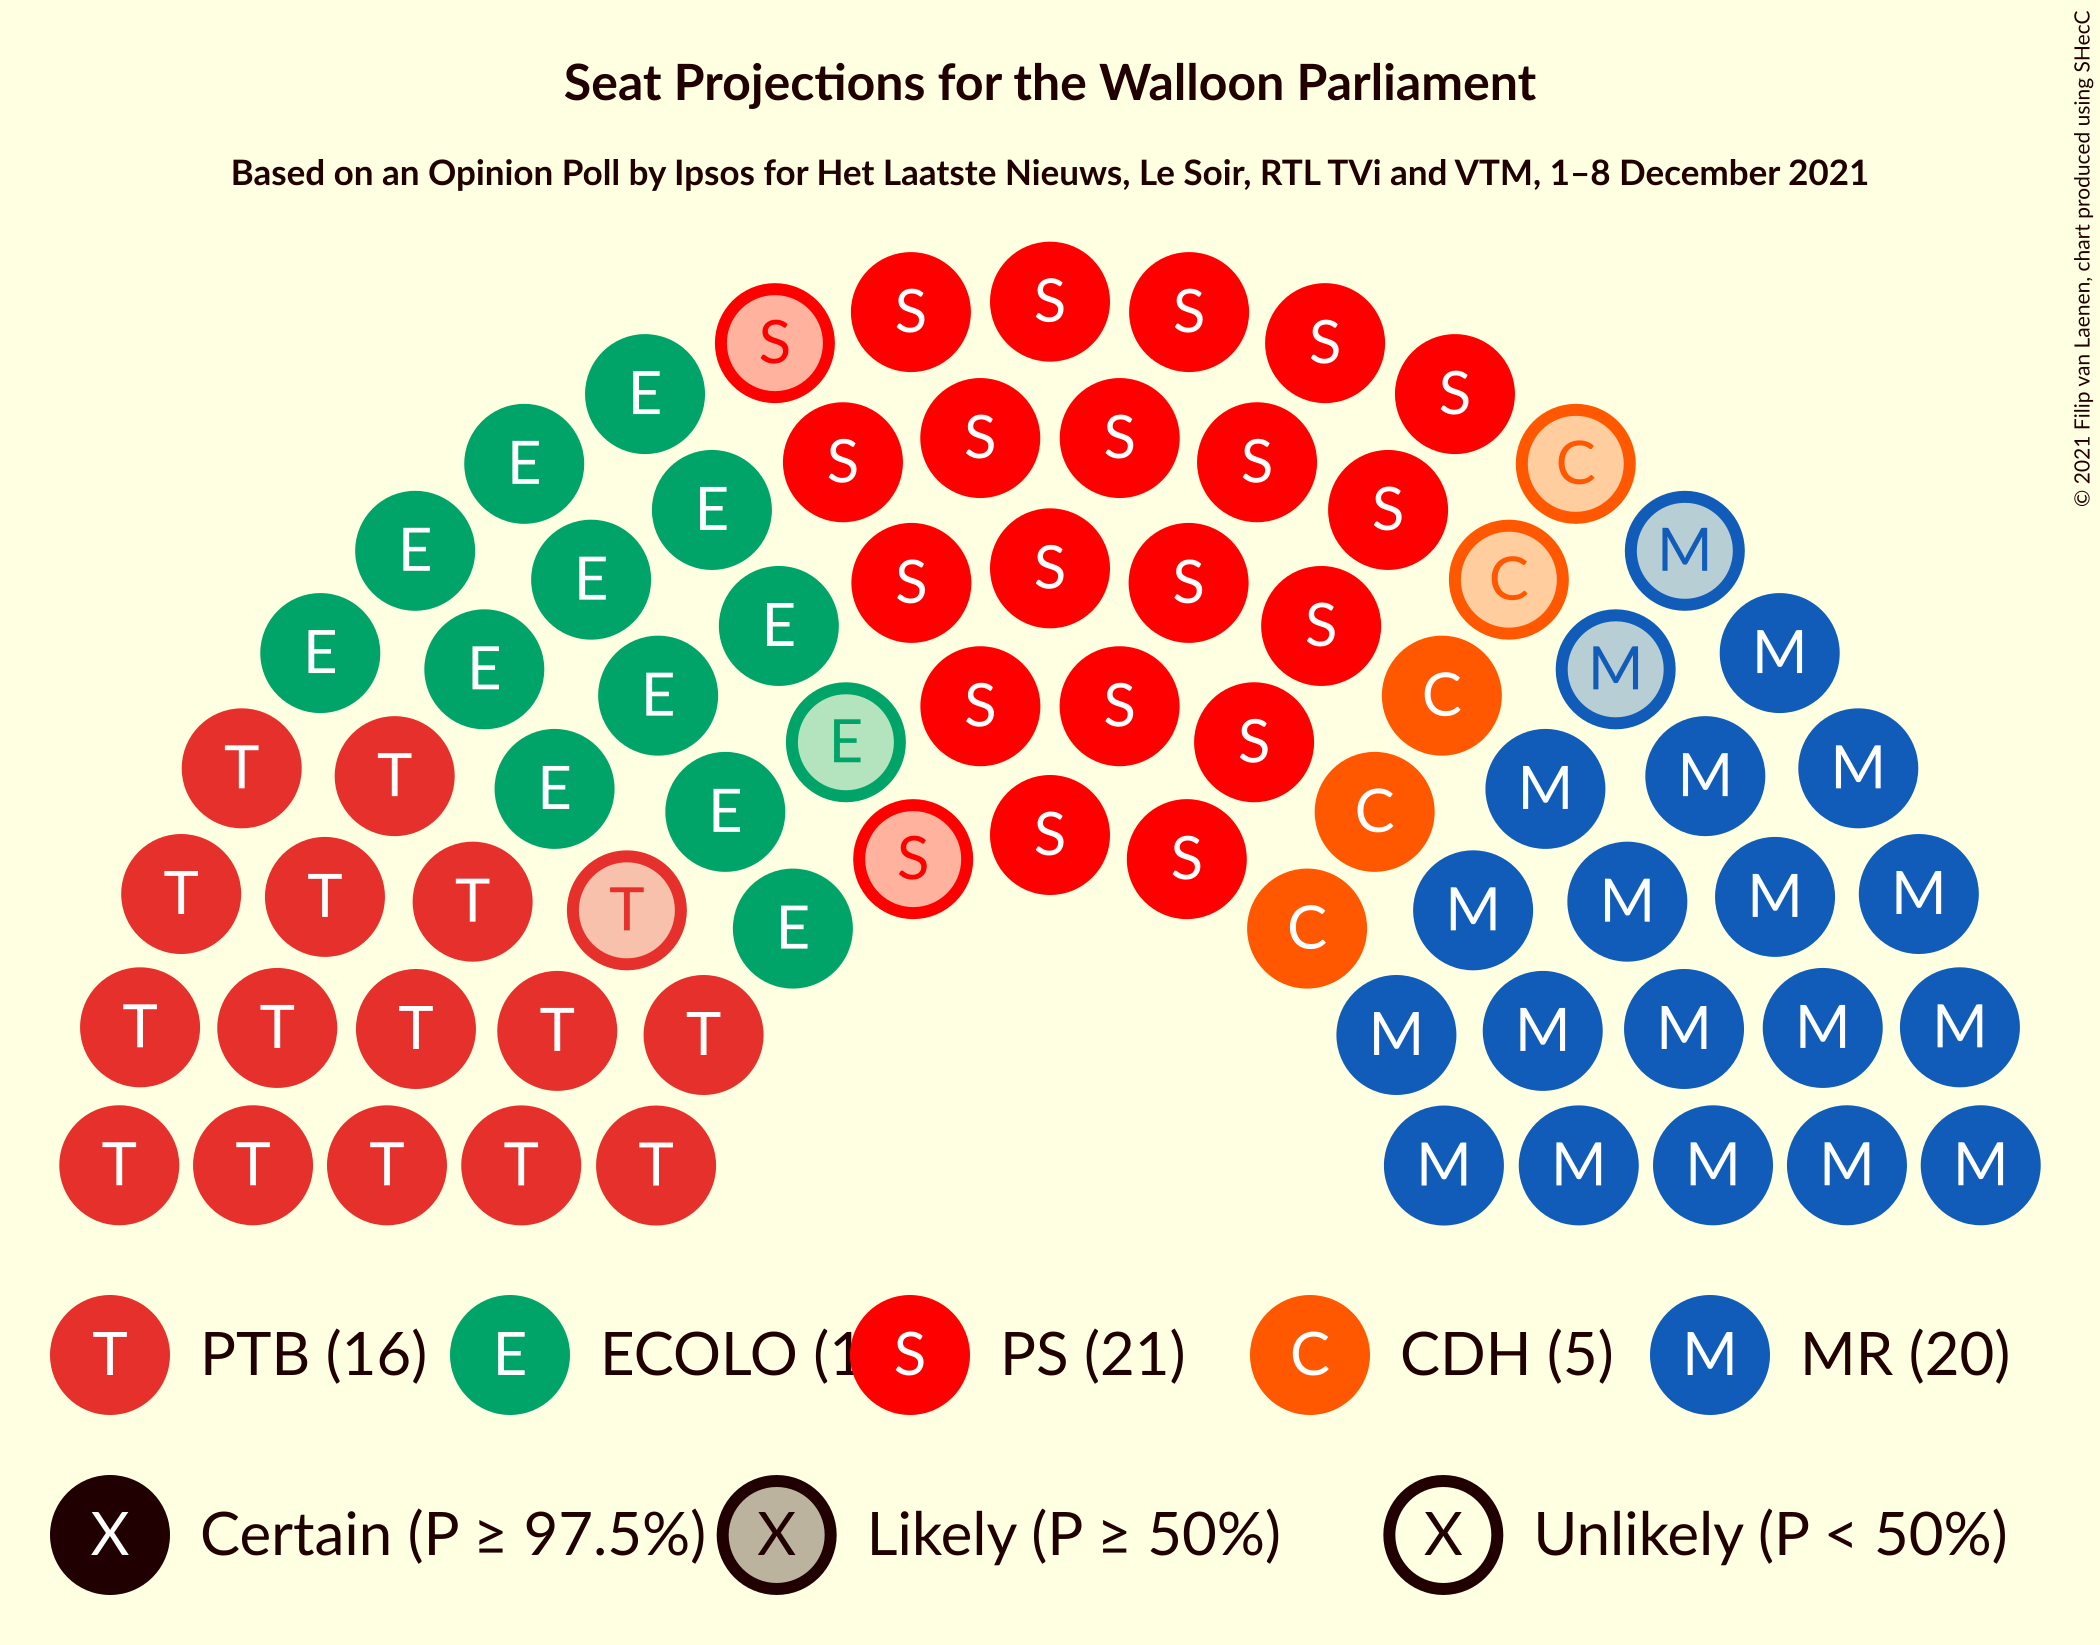 Seat Projections for the Walloon Parliament
Based on an Opinion Poll by Ipsos for Het Laatste Nieuws, Le Soir, RTL TVi and VTM, 1–8 December 2021
© 2021 Filip van Laenen, chart produced using SHecC
S S S S S S
E S S S S S C
E E S S S S C M
E E E S S S S C M M
E E E E S S S C M M M
T T E E E S S S C M M M M
T T T T E C M M M M
T T T T T M M M M M
T T T T T M M M M M
T PTB (16) E ECOLO (1 S PS (21) C CDH (5) M MR (20)
X Certain (P ≥ 97.5%) X Likely (P ≥ 50%) X Unlikely (P < 50%)